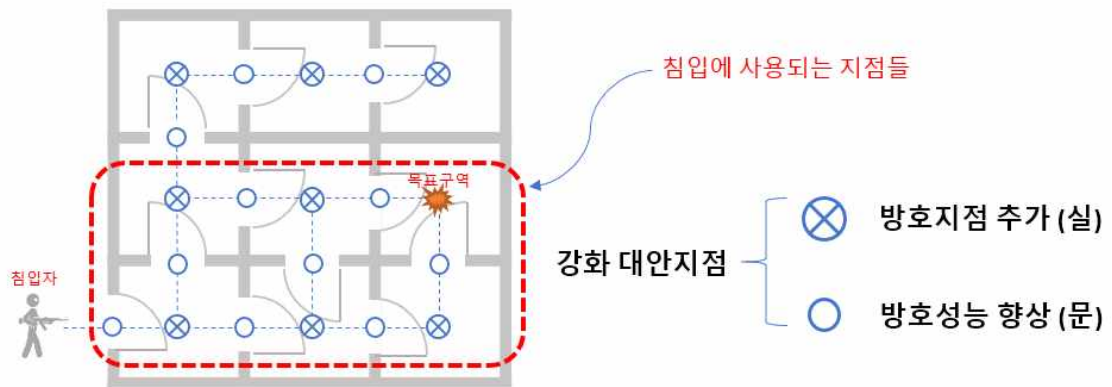 침입에 사용되는 지점들
목표구역
방호지점 추가 (실)
강화 대안지점
침입자
방호성능 향상 (문)